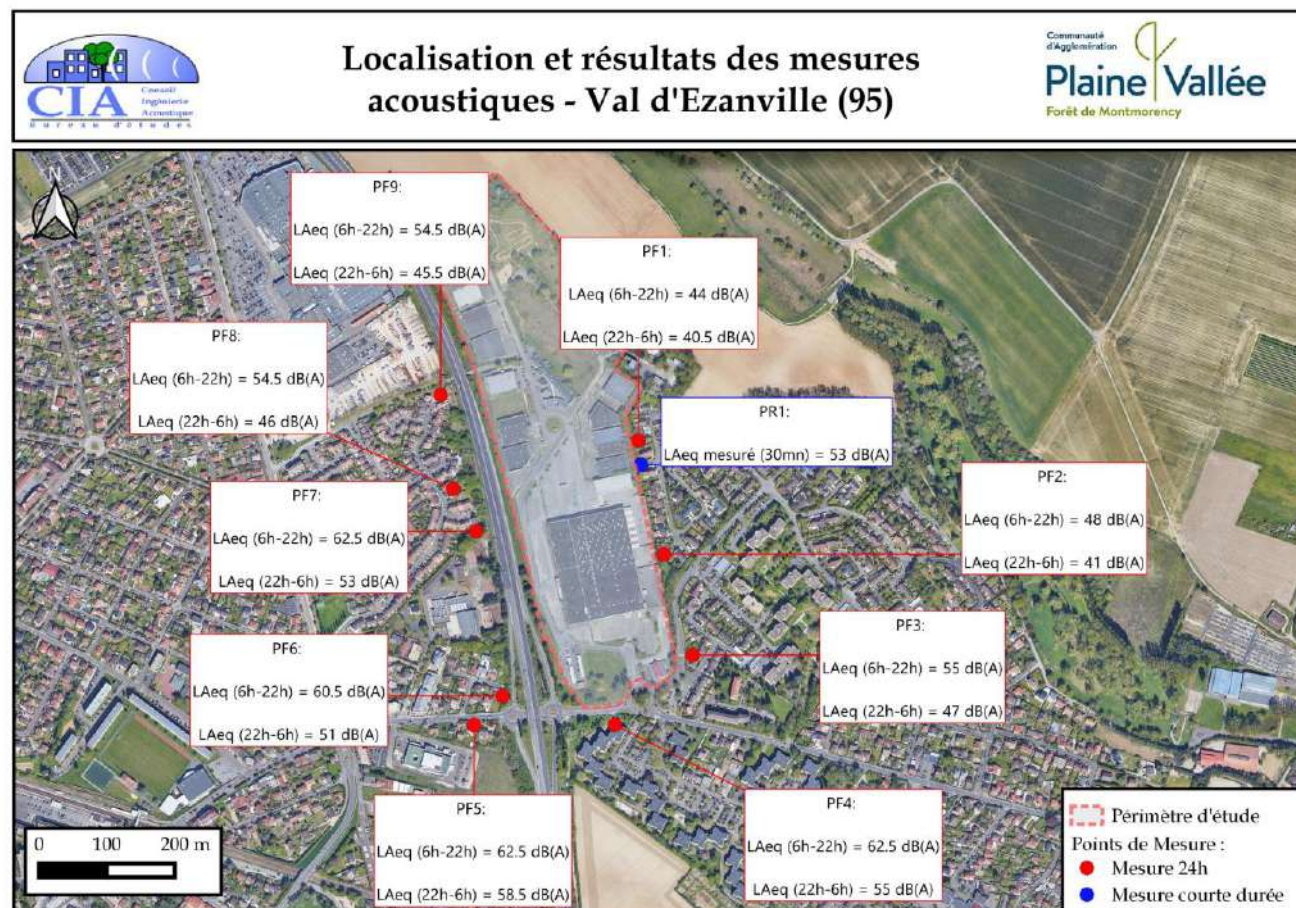 CIA
Conseil
Ingénierie
Acoustique
Bureau d'études
Localisation et résultats des mesures
acoustiques - Val d'Ezanville (95)
Communauté
d'Agglomération
Plaine Vallée
Forêt de Montmorency
N
PF9:
LAeq (6h-22h) = 54.5 dB(A)
LAeq (22h-6h) = 45.5 dB(A)
PF1:
LAeq (6h-22h) = 44 dB(A)
LAeq (22h-6h) = 40.5 dB(A)
PF8:
LAeq (6h-22h) = 54.5 dB(A)
LAeq (22h-6h) = 46 dB(A)
PR1:
LAeq mesuré (30mn) = 53 dB(A)
PF2:
LAeq (6h-22h) = 48 dB(A)
LAeq (22h-6h) = 41 dB(A)
PF7:
LAeq (6h-22h) = 62.5 dB(A)
LAeq (22h-6h) = 53 dB(A)
PF3:
LAeq (6h-22h) = 55 dB(A)
LAeq (22h-6h) = 47 dB(A)
PF6:
LAeq (6h-22h) = 60.5 dB(A)
LAeq (22h-6h) = 51 dB(A)
PF5:
LAeq (6h-22h) = 62.5 dB(A)
LAeq (22h-6h) = 58.5 dB(A)
PF4:
LAeq (6h-22h) = 62.5 dB(A)
LAeq (22h-6h) = 55 dB(A)
0 100 200 m
Périmètre d'étude
Points de Mesure :
Mesure 24h
Mesure courte durée